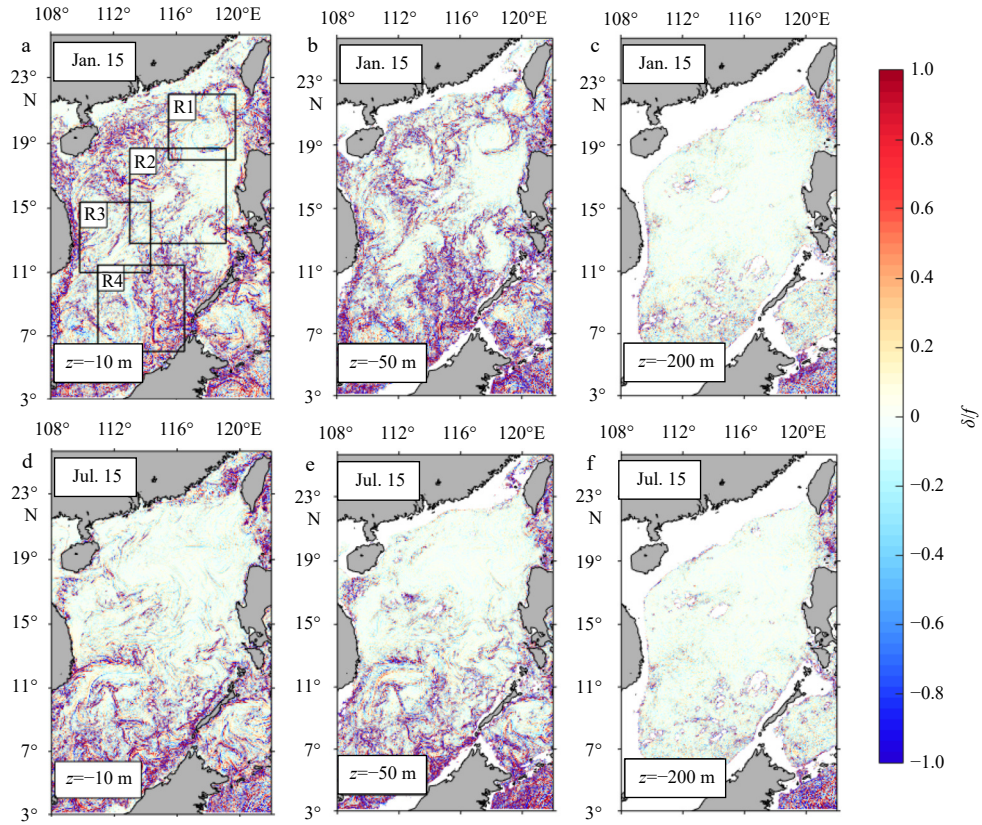 108° 112° 116° 120°E
108° 112° 116° 120°E
108° 112° 116° 120°E
a
Jan. 15
23°
N
19°
15°
11°
7°
3°
R1
R2
R3
R4
z=−10 m
b
Jan. 15
23°
N
19°
15°
11°
7°
3°
z=−50 m
c
Jan. 15
23°
N
19°
15°
11°
7°
3°
z=−200 m
108° 112° 116° 120°E
108° 112° 116° 120°E
108° 112° 116° 120°E
d
Jul. 15
23°
N
19°
15°
11°
7°
3°
z=−10 m
e
Jul. 15
23°
N
19°
15°
11°
7°
3°
z=−50 m
f
Jul. 15
23°
N
19°
15°
11°
7°
3°
z=−200 m
1.0
0.8
0.6
0.4
0.2
0
−0.2
−0.4
−0.6
−0.8
−1.0
δ/f